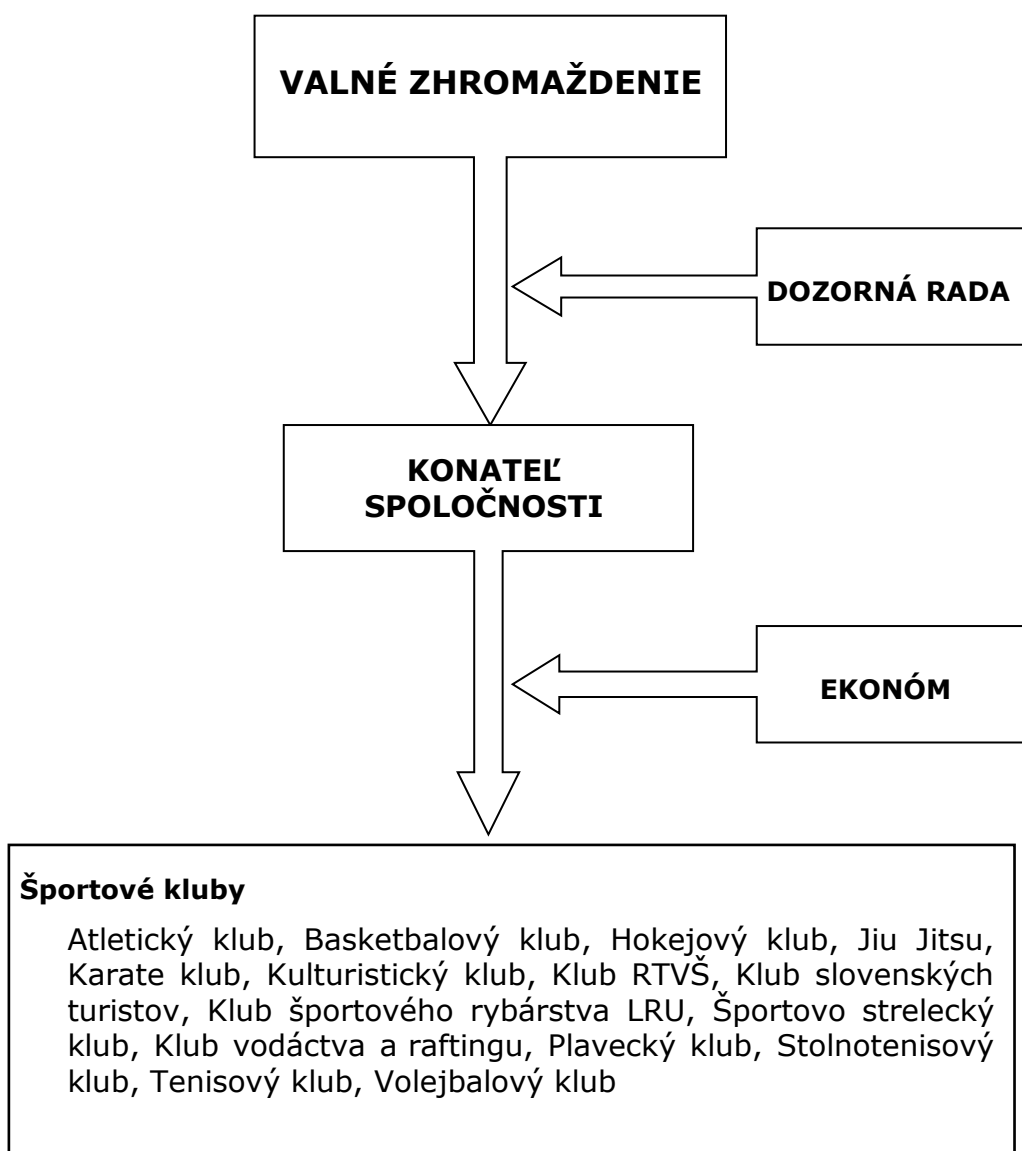 VALNÉ ZHROMAŽDENIE
DOZORNÁ RADA
KONATEĽ
SPOLOČNOSTI
EKONÓM
Športové kluby
Atletický klub, Basketbalový klub, Hokejový klub, Jiu Jitsu,
Karate klub, Kulturistický klub, Klub RTVŠ, Klub slovenských
turistov, Klub športového rybárstva LRU, Športovo strelecký
klub, Klub vodáctva a raftingu, Plavecký klub, Stolnotenisový
klub, Tenisový klub, Volejbalový klub